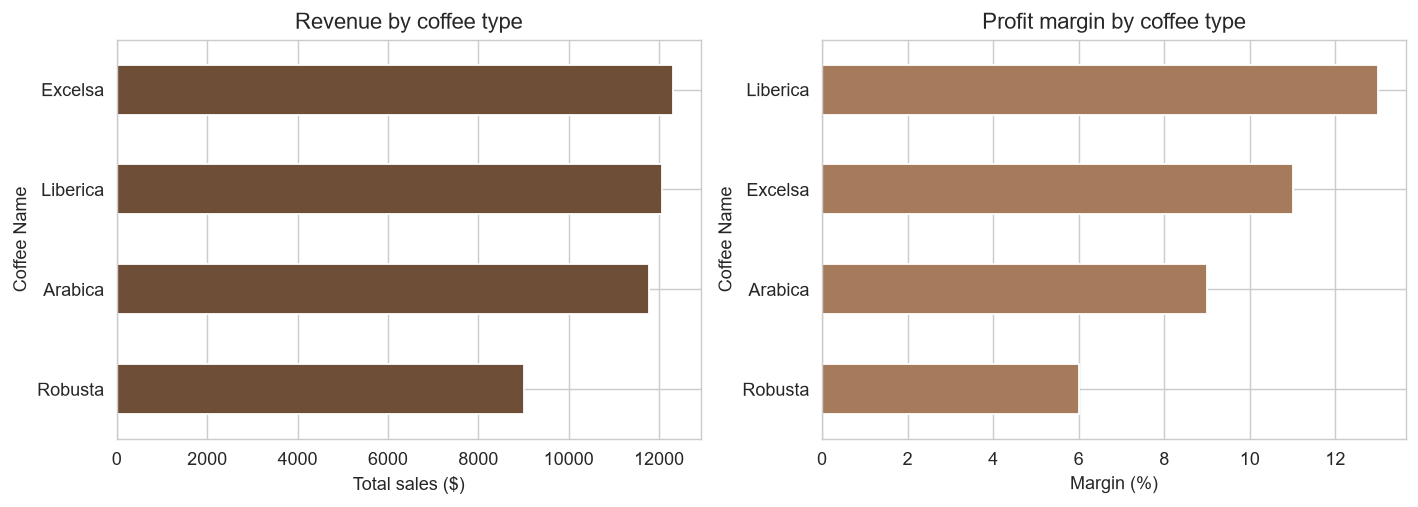 Revenue by coffee type
Coffee Name
Excelsa
Liberica
Arabica
Robusta
0 2000 4000 6000 8000 10000 12000
Total sales ($)
Profit margin by coffee type
Coffee Name
Liberica
Excelsa
Arabica
Robusta
0 2 4 6 8 10 12
Margin (%)